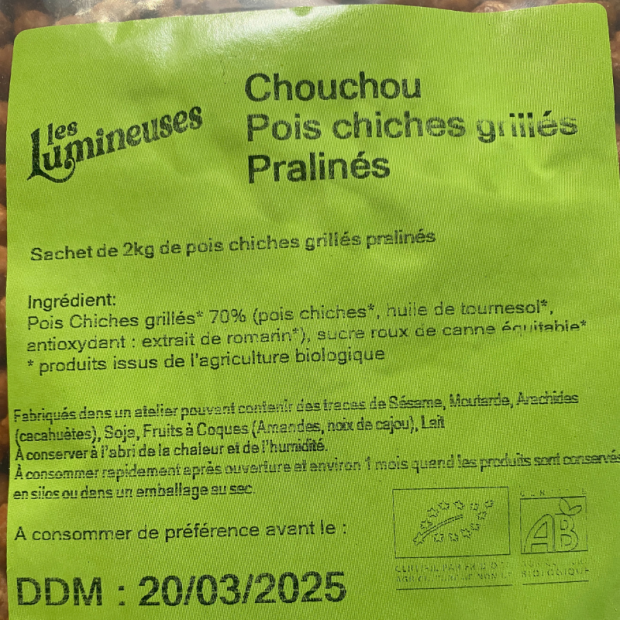 les
Lumineuses
Chouchou
Pois chiches grillés
Pralinés
Sachet de 2kg de pois chiches grillés pralinés
Ingrédient:
Pois Chiches grillés* 70% (pois chiches*, huile de tournesol*,
antioxydant : extrait de romarin*), sucre roux de canne équitable*
* produits issus de l'agriculture biologique
Fabriqués dans un atelier pouvant contenir des traces de Sésame, Moutarde, Arachides
(cacahuètes), Soja, Fruits à Coques (Amandes, noix de cajou), Lait
A conserver à l'abri de la chaleur et de l'humidité.
A consommer rapidement après ouverture et environ 1 mois quand les produits sont conservés
en silos ou dans un emballage au sec.
A consommer de préférence avant le :
AB
BIOLOGIQUE
DDM : 20/03/2025